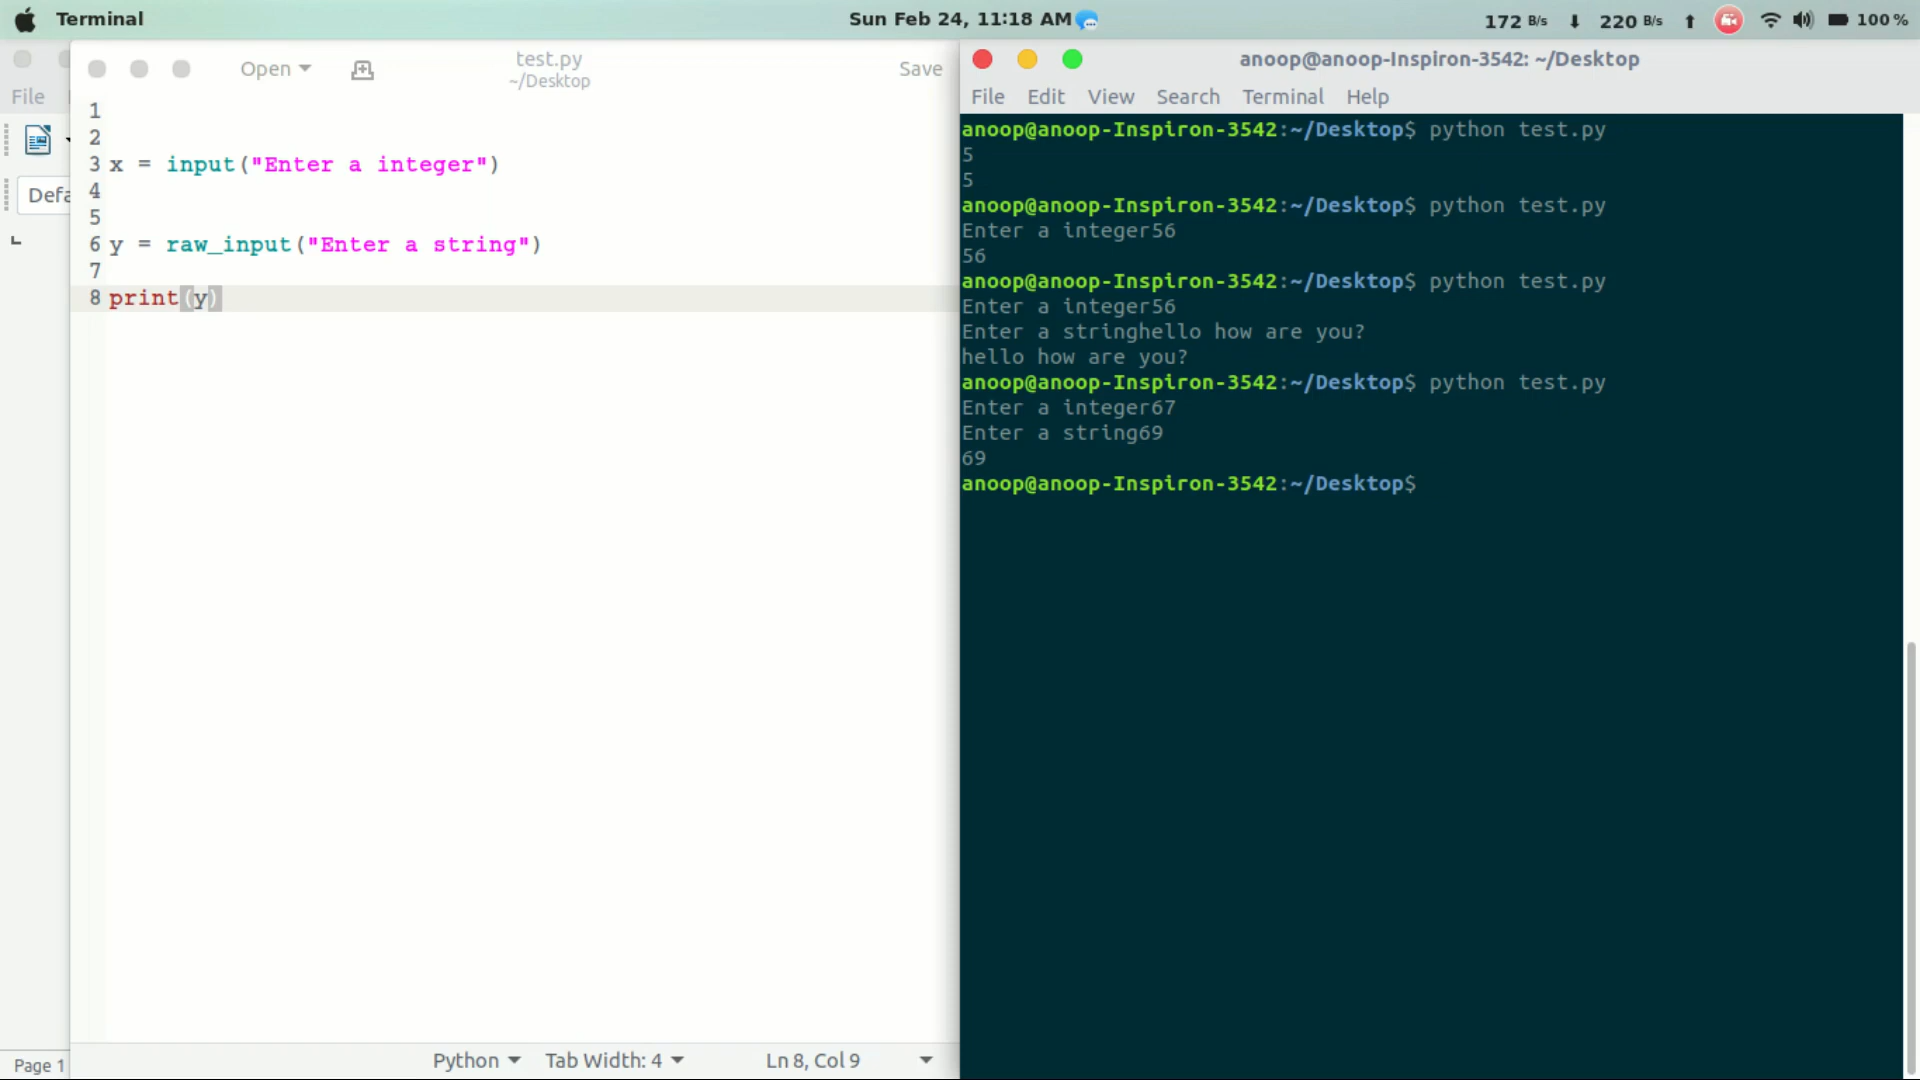 Terminal
Sun Feb 24, 11:18 AM
172 B/s 220 B/s 100 %
File
Defa
Page 1
Open
test.py
~/Desktop
Save
1
2
3 x = input("Enter a integer")
4
5
6 y = raw_input("Enter a string")
7
8 print(y)
Python Tab Width: 4 Ln 8, Col 9
anoop@anoop-Inspiron-3542: ~/Desktop
File Edit View Search Terminal Help
anoop@anoop-Inspiron-3542:~/Desktop$ python test.py
5
5
anoop@anoop-Inspiron-3542:~/Desktop$ python test.py
Enter a integer56
56
anoop@anoop-Inspiron-3542:~/Desktop$ python test.py
Enter a integer56
Enter a stringhello how are you?
hello how are you?
anoop@anoop-Inspiron-3542:~/Desktop$ python test.py
Enter a integer67
Enter a string69
69
anoop@anoop-Inspiron-3542:~/Desktop$